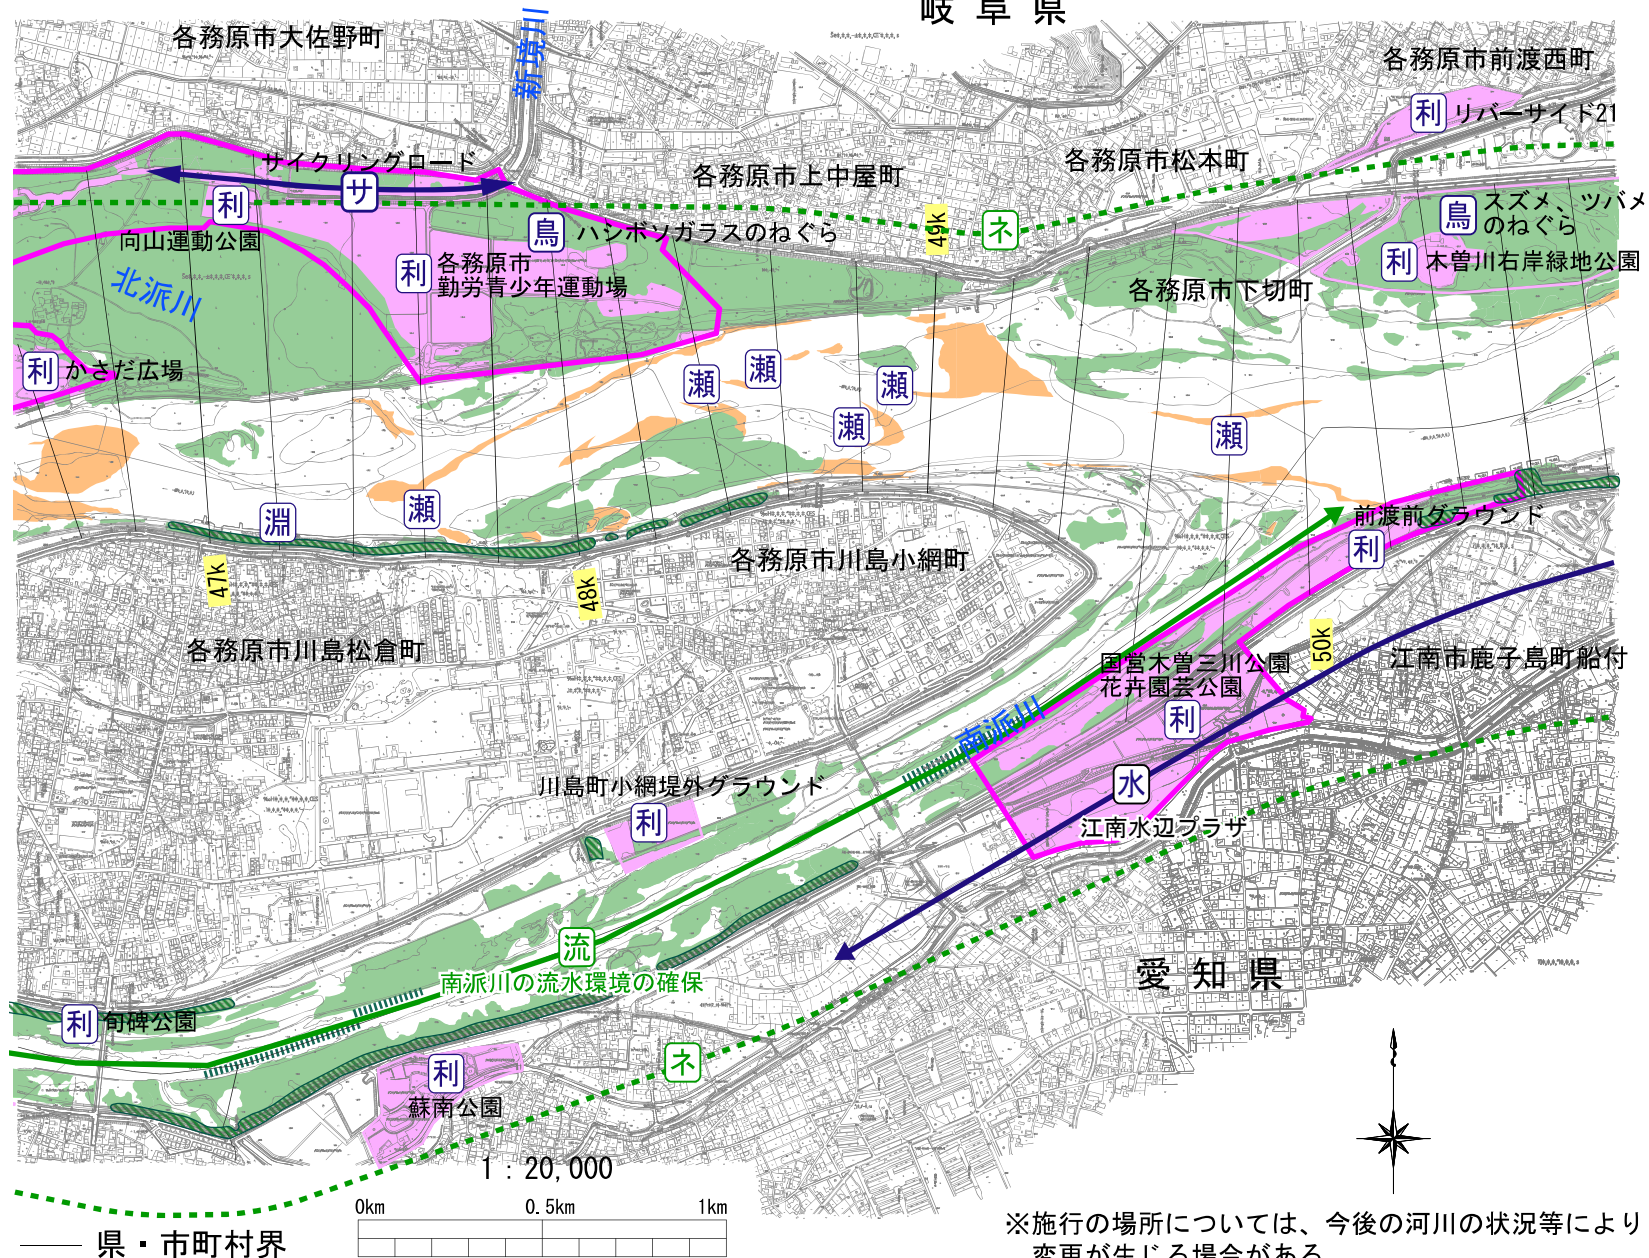 岐阜県
各務原市大佐野町
新境川
各務原市前渡西町
利 リバーサイド21
サイクリングロード
各務原市上中屋町
各務原市松本町
サ
利
向山運動公園
鳥 ハシボソガラスのねぐら
49k
ネ
鳥 スズメ、ツバメ
のねぐら
利 各務原市
勤労青少年運動場
利 木曽川右岸緑地公園
北派川
各務原市下切町
利 かさだ広場
瀬
瀬
瀬
瀬
瀬
瀬
淵
前渡前グラウンド
利
47k
48k
各務原市川島小網町
各務原市川島松倉町
50k
江南市鹿子島町船付
国営木曽三川公園
花卉園芸公園
利
南派川
水
江南水辺プラザ
川島町小網堤外グラウンド
利
流
南派川の流水環境の確保
愛知県
利 旬碑公園
ネ
利
蘇南公園
1：20,000
0km 0.5km 1km
県・市町村界
※施行の場所については、今後の河川の状況等により
変更が生じる場合がある